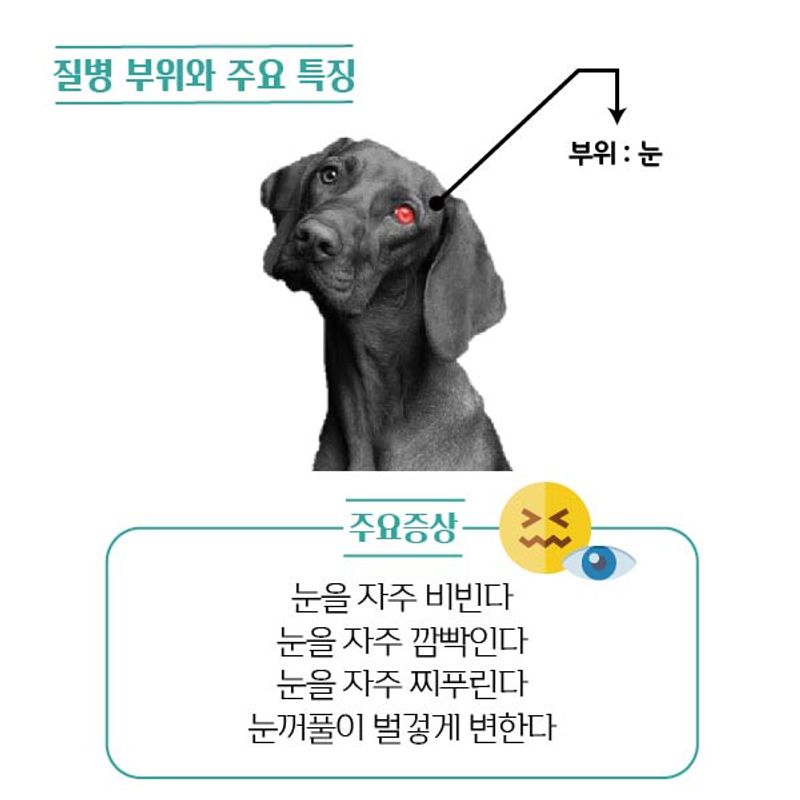 질병 부위와 주요 특징
부위 : 눈
주요증상
눈을 자주 비빈다
눈을 자주 깜빡인다
눈을 자주 찌푸린다
눈꺼풀이 벌겋게 변한다